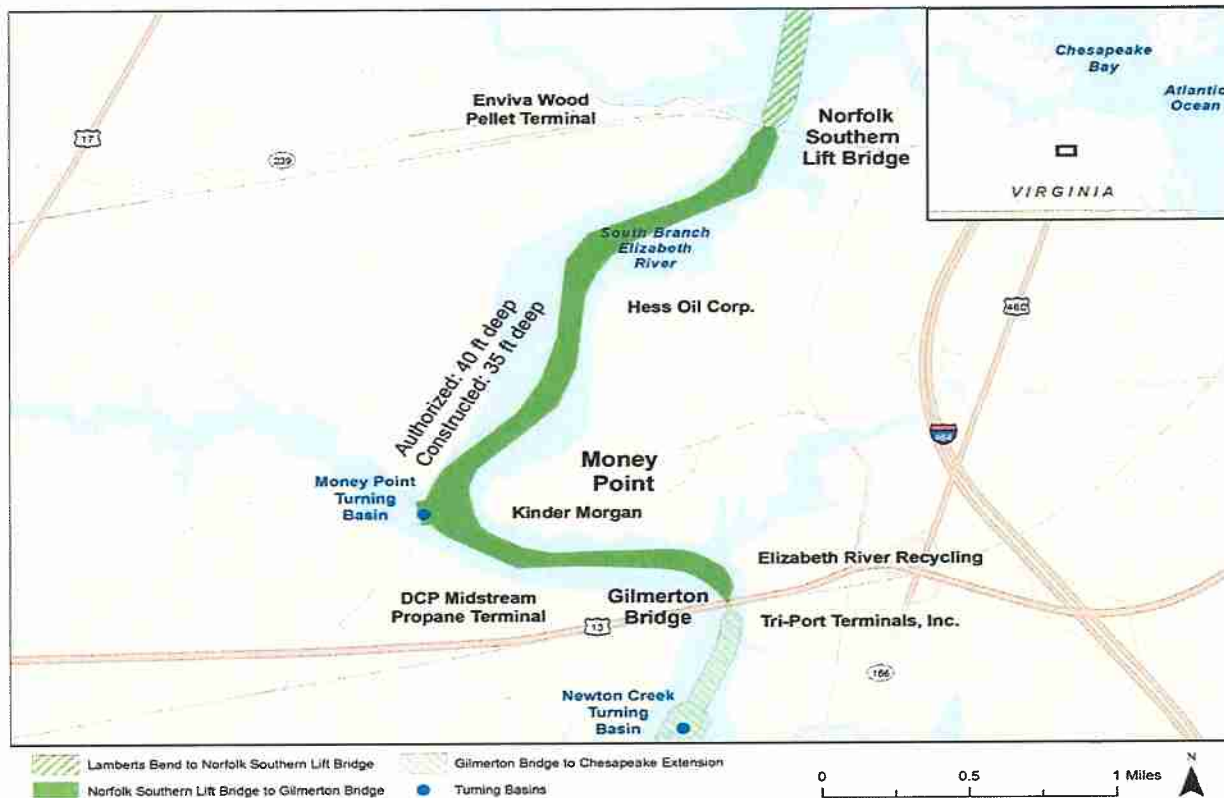 Chesapeake
Bay
Atlantic
Ocean
VIRGINIA
Enviva Wood
Pellet Terminal
17
239
Norfolk
Southern
Lift Bridge
South Branch
Elizabeth
River
Hess Oil Corp.
460
Authorized: 40 ft deep
Constructed: 35 ft deep
464
Money Point
Turning
Basin
Money
Point
Kinder Morgan
Elizabeth River Recycling
DCP Midstream
Propane Terminal
Gilmerton
Bridge
13
Tri-Port Terminals, Inc.
166
Newton Creek
Turning
Basin
Lamberts Bend to Norfolk Southern Lift Bridge
Gilmerton Bridge to Chesapeake Extension
Norfolk Southern Lift Bridge to Gilmerton Bridge
Turning Basins
0 0.5 1 Miles
N